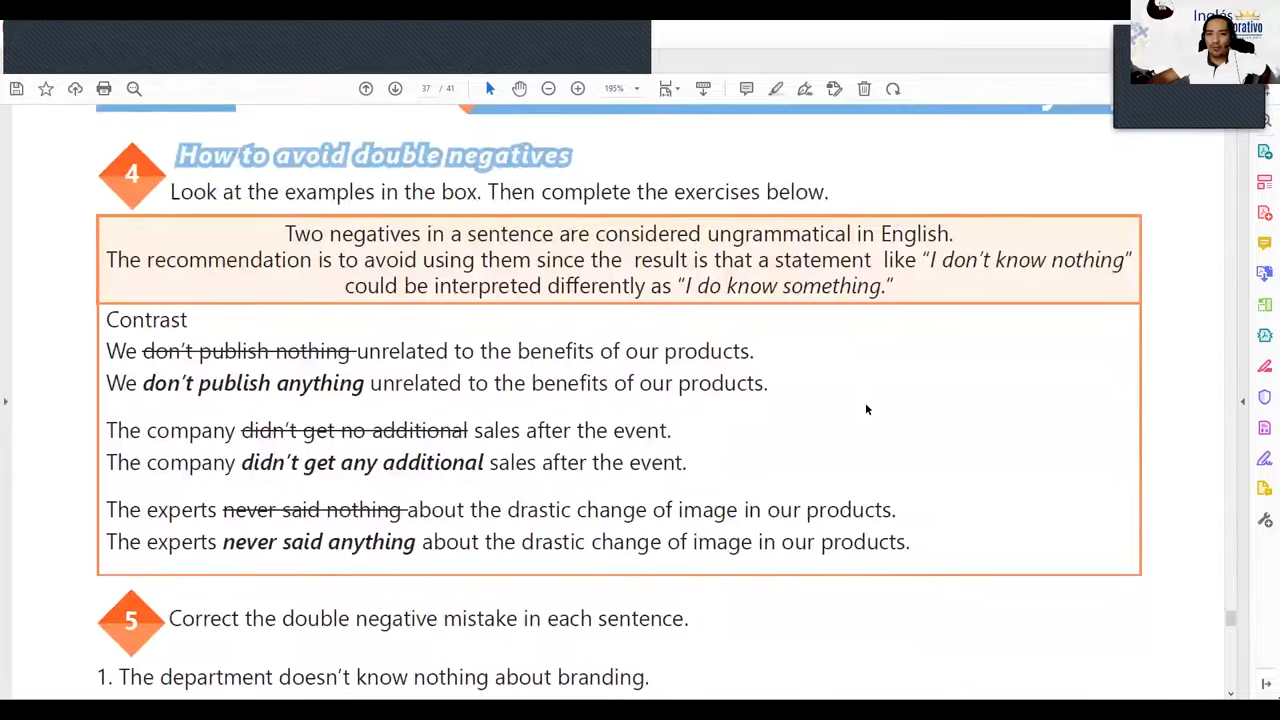 Inglés
orativo
37 / 41
195%
4
How to avoid double negatives
Look at the examples in the box. Then complete the exercises below.
Two negatives in a sentence are considered ungrammatical in English.
The recommendation is to avoid using them since the result is that a statement like “I don’t know nothing”
could be interpreted differently as “I do know something.“
Contrast
We don’t publish nothing unrelated to the benefits of our products.
We don’t publish anything unrelated to the benefits of our products.
The company didn’t get no additional sales after the event.
The company didn’t get any additional sales after the event.
The experts never said nothing about the drastic change of image in our products.
The experts never said anything about the drastic change of image in our products.
5
Correct the double negative mistake in each sentence.
1. The department doesn’t know nothing about branding.